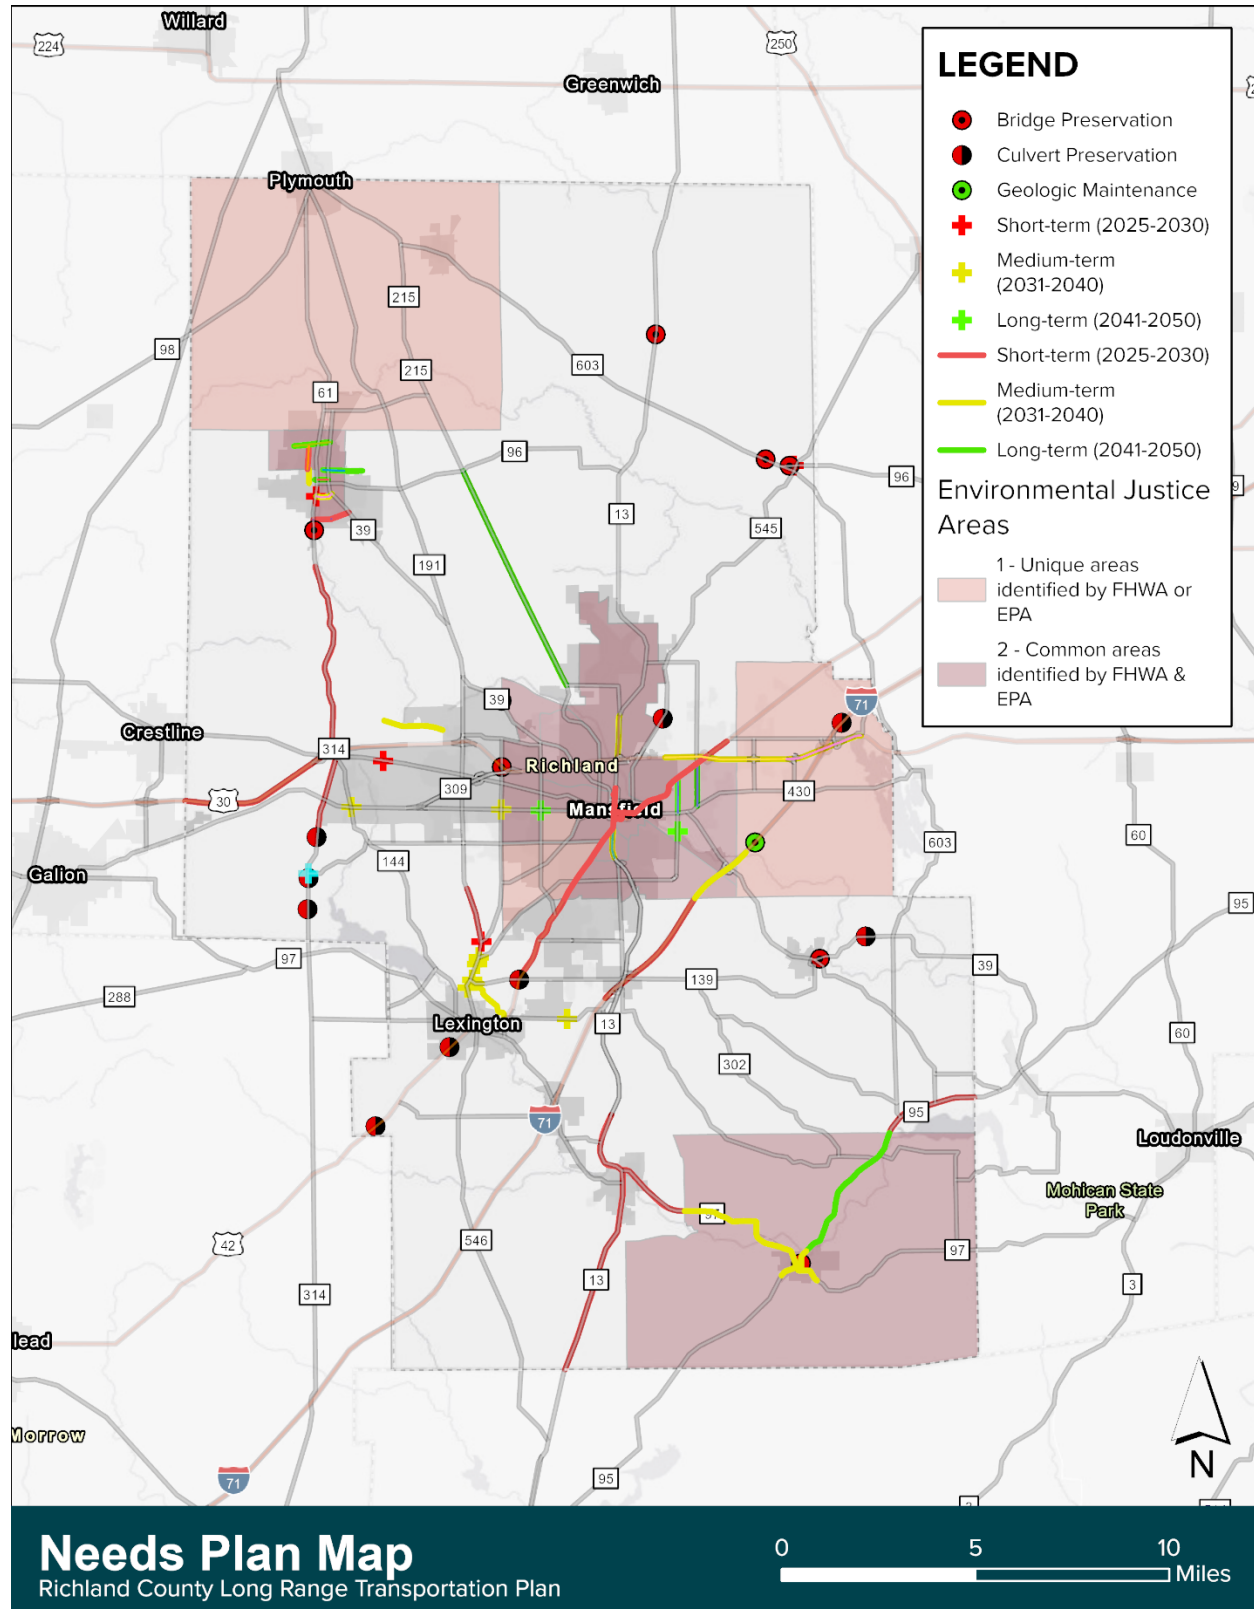 Willard
224
250
Greenwich
LEGEND
Bridge Preservation
Culvert Preservation
Geologic Maintenance
Short-term (2025-2030)
Medium-term
(2031-2040)
Long-term (2041-2050)
Short-term (2025-2030)
Medium-term
(2031-2040)
Long-term (2041-2050)
Environmental Justice
Areas
1 - Unique areas
identified by FHWA or
EPA
2 - Common areas
identified by FHWA &
EPA
Plymouth
215
98
603
215
61
96
96
13
39
545
191
39
71
Crestline
314
Richland
309
430
30
Mansfield
60
603
144
Galion
95
97
39
139
288
Lexington
13
60
302
95
71
Loudonville
Mohican State
Park
97
42
546
97
13
3
314
lead
Morrow
71
95
N
Needs Plan Map
Richland County Long Range Transportation Plan
0
5
10
Miles